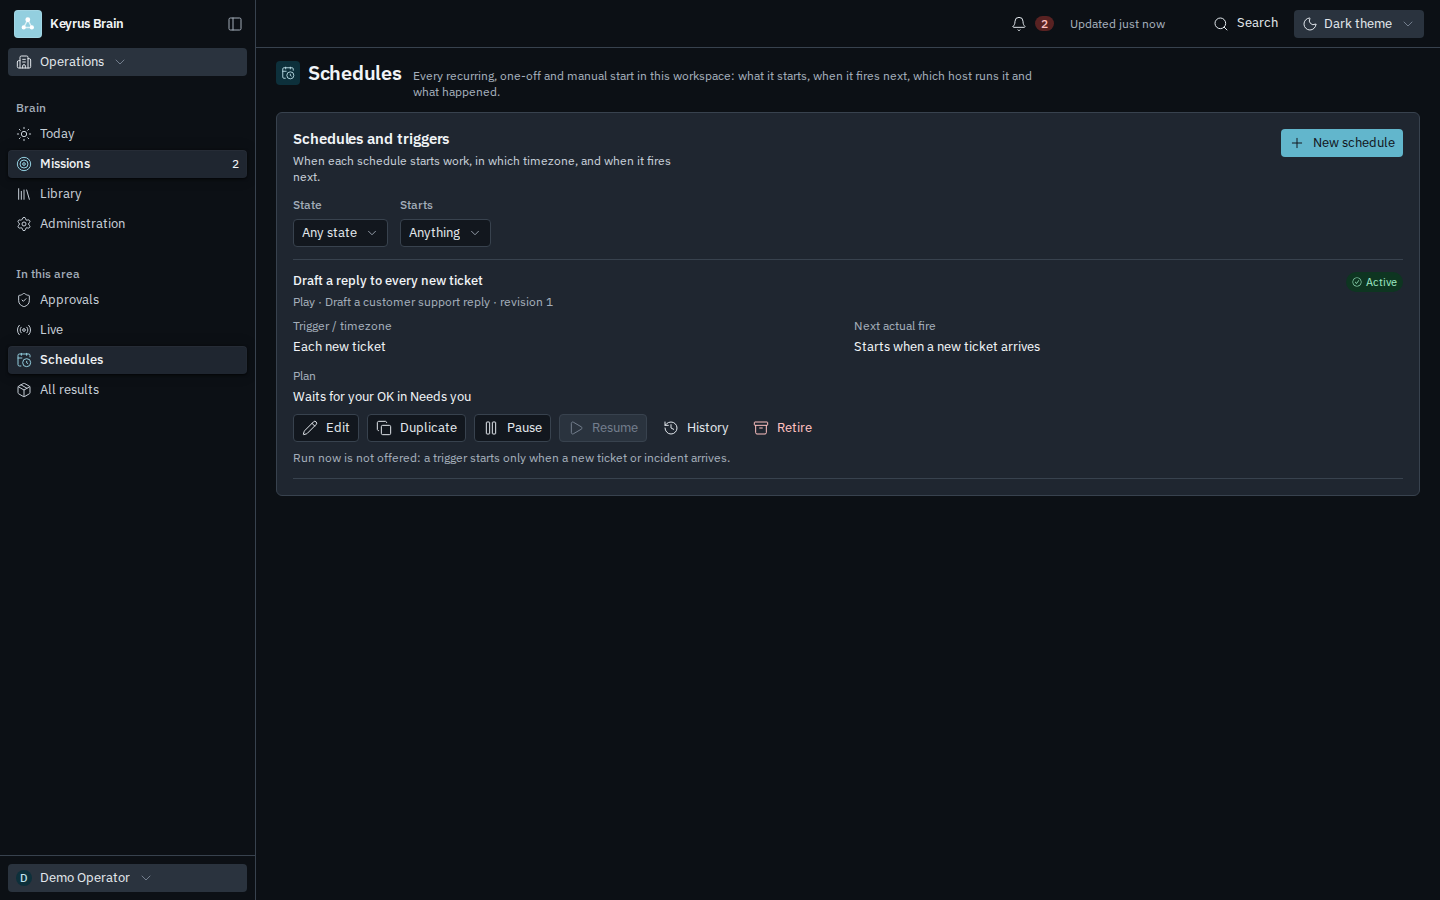 Keyrus Brain
2
Updated just now
Search
Dark theme
Operations
Brain
Today
Missions
2
Library
Administration
In this area
Approvals
Live
Schedules
All results
D
Demo Operator
Schedules
Every recurring, one-off and manual start in this workspace: what it starts, when it fires next, which host runs it and
what happened.
Schedules and triggers
When each schedule starts work, in which timezone, and when it fires
next.
New schedule
State
Starts
Any state
Anything
Draft a reply to every new ticket
Active
Play · Draft a customer support reply · revision 1
Trigger / timezone
Next actual fire
Each new ticket
Starts when a new ticket arrives
Plan
Waits for your OK in Needs you
Edit
Duplicate
Pause
Resume
History
Retire
Run now is not offered: a trigger starts only when a new ticket or incident arrives.